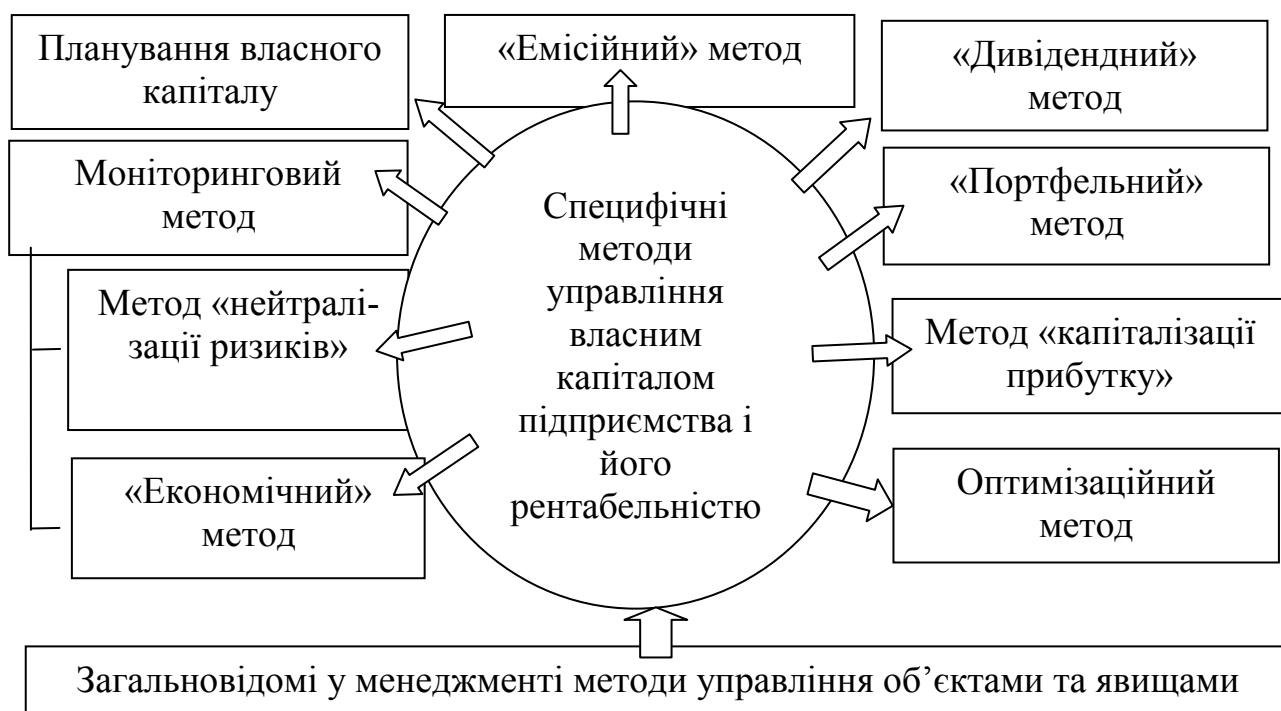 Планування власного
капіталу
«Емісійний» метод
«Дивідендний»
метод
Моніторинговий
метод
«Портфельний»
метод
Специфічні
методи
управління
власним
капіталом
підприємства і
його
рентабельністю
Метод «нейтралі-
зації ризиків»
Метод «капіталізації
прибутку»
«Економічний»
метод
Оптимізаційний
метод
Загальновідомі у менеджменті методи управління об’єктами та явищами